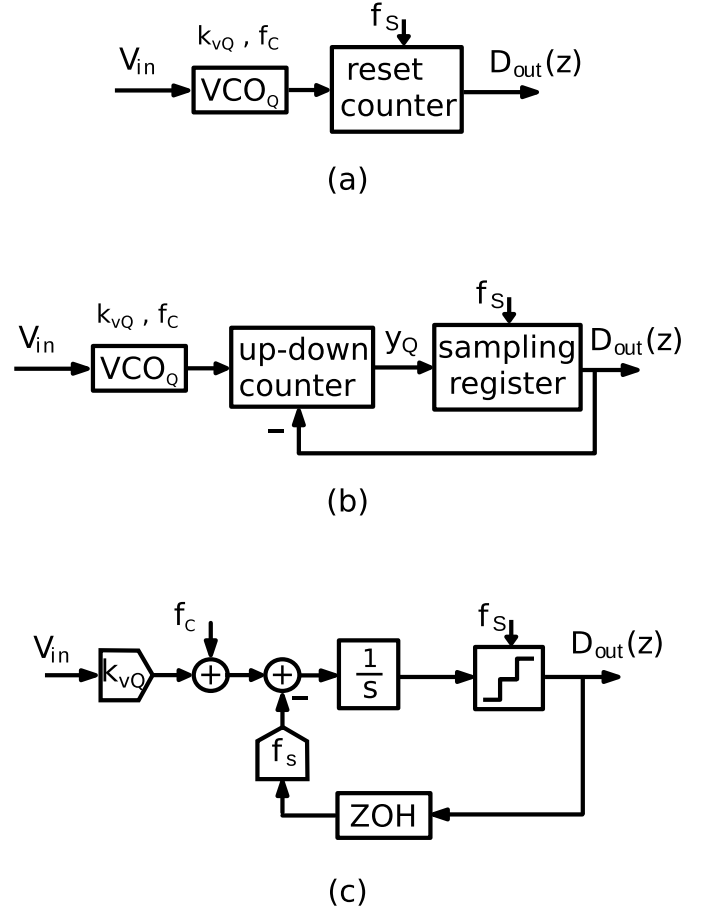 f_S
k_vQ , f_C
V_in
D_out(z)
VCO_Q
reset
counter
(a)
f_S
k_vQ , f_C
V_in
y_Q
D_out(z)
VCO_Q
up-down
counter
sampling
register
−
(b)
f_C
f_S
V_in
D_out(z)
k_vQ
+
+
1
s
−
f_s
ZOH
(c)